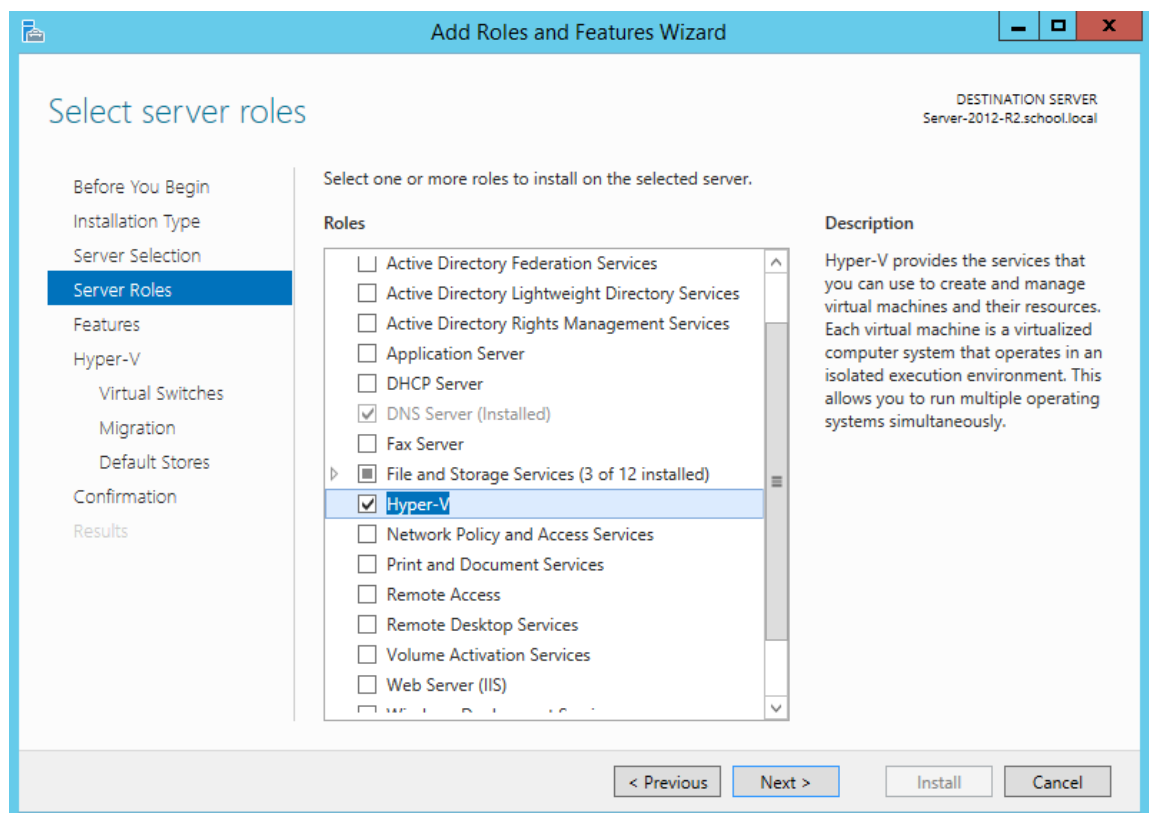 Add Roles and Features Wizard
Select server roles
DESTINATION SERVER
Server-2012-R2.school.local
Before You Begin
Installation Type
Server Selection
Server Roles
Features
Hyper-V
Virtual Switches
Migration
Default Stores
Confirmation
Results
Select one or more roles to install on the selected server.
Roles
Active Directory Federation Services
Active Directory Lightweight Directory Services
Active Directory Rights Management Services
Application Server
DHCP Server
DNS Server (Installed)
Fax Server
File and Storage Services (3 of 12 installed)
Hyper-V
Network Policy and Access Services
Print and Document Services
Remote Access
Remote Desktop Services
Volume Activation Services
Web Server (IIS)
Description
Hyper-V provides the services that
you can use to create and manage
virtual machines and their resources.
Each virtual machine is a virtualized
computer system that operates in an
isolated execution environment. This
allows you to run multiple operating
systems simultaneously.
< Previous
Next >
Install
Cancel